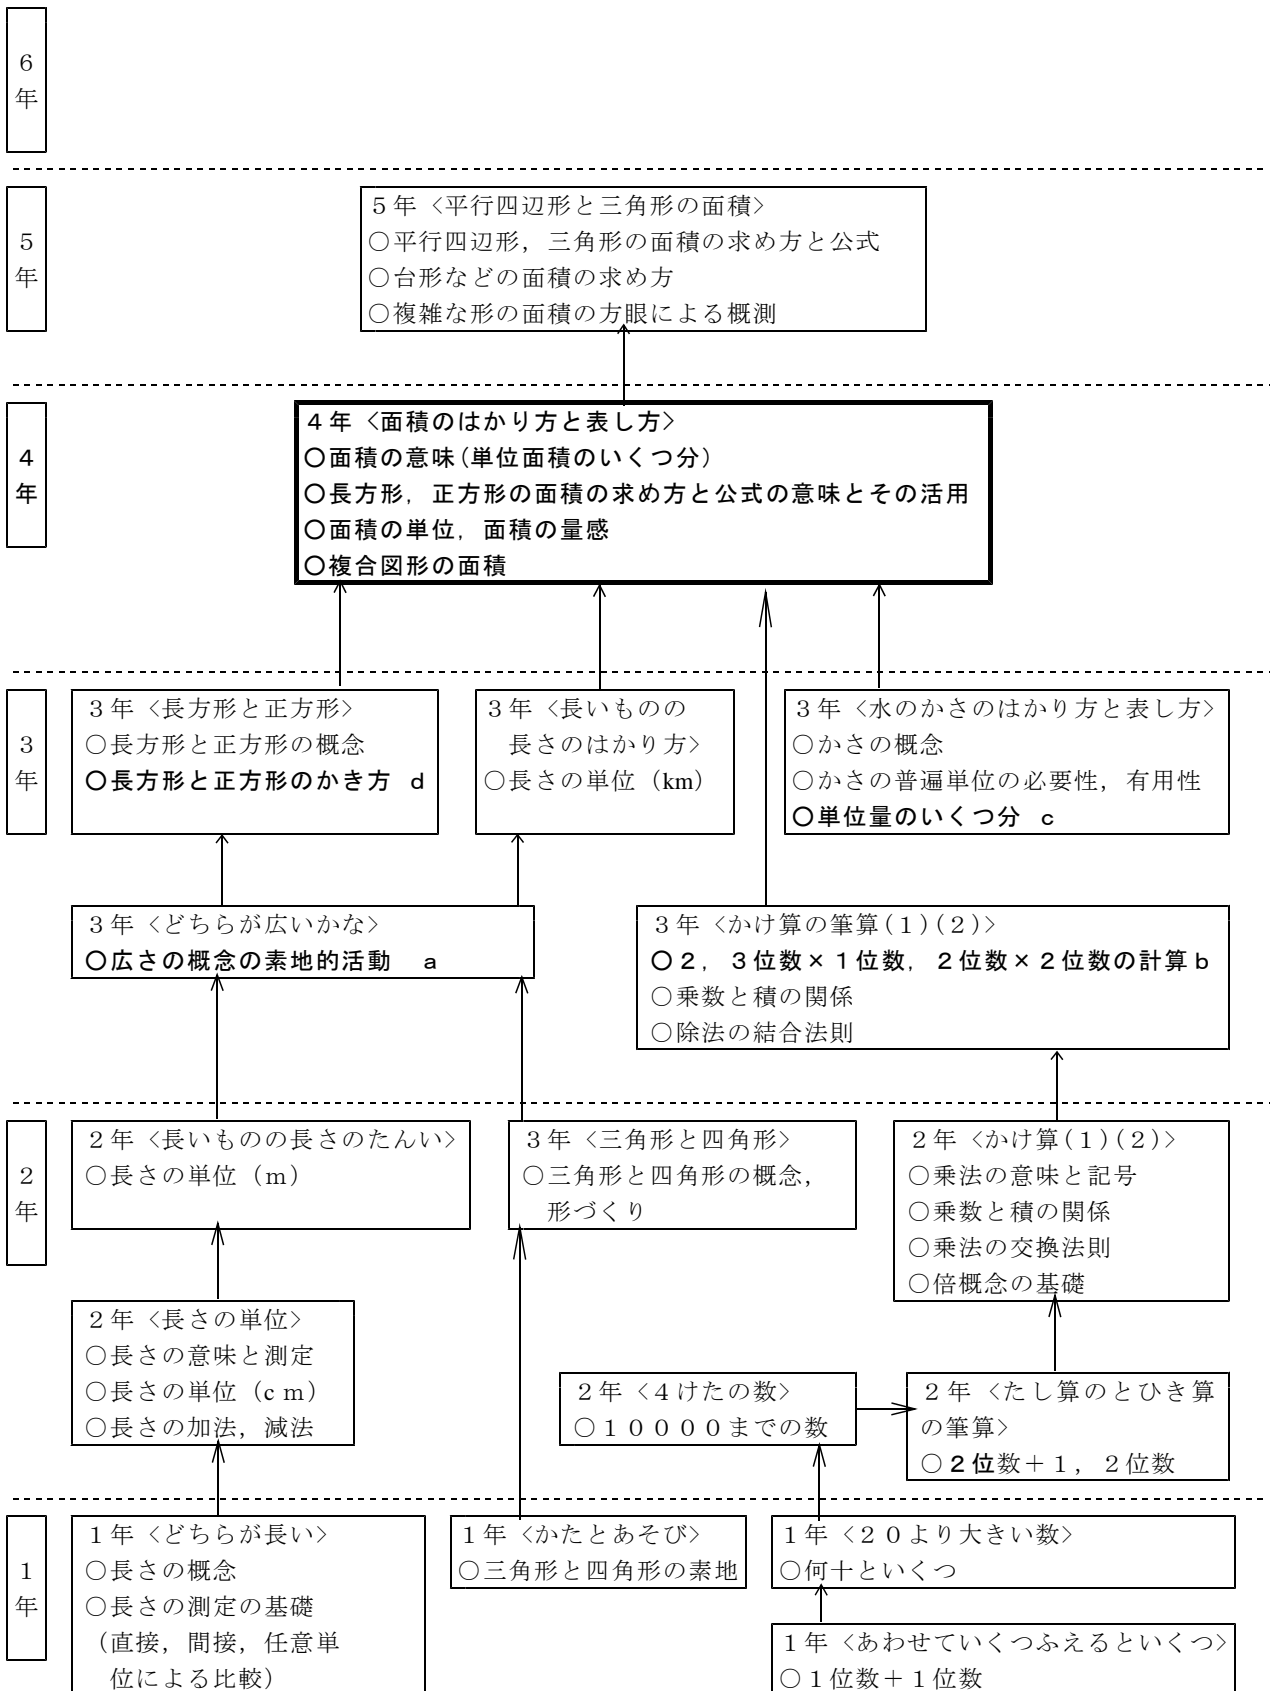 ６年
５年
５年〈平行四辺形と三角形の面積〉
○平行四辺形，三角形の面積の求め方と公式
○台形などの面積の求め方
○複雑な形の面積の方眼による概測
４年
４年〈面積のはかり方と表し方〉
○面積の意味(単位面積のいくつ分)
○長方形，正方形の面積の求め方と公式の意味とその活用
○面積の単位，面積の量感
○複合図形の面積
３年
３年〈長方形と正方形〉
○長方形と正方形の概念
○長方形と正方形のかき方 ｄ
３年〈長いものの
長さのはかり方〉
○長さの単位（km）
３年〈水のかさのはかり方と表し方〉
○かさの概念
○かさの普遍単位の必要性，有用性
○単位量のいくつ分 ｃ
３年〈どちらが広いかな〉
○広さの概念の素地的活動 ａ
３年〈かけ算の筆算(１)(２)〉
○２，３位数×１位数，２位数×２位数の計算ｂ
○乗数と積の関係
○除法の結合法則
２年
２年〈長いものの長さのたんい〉
○長さの単位（ｍ）
３年〈三角形と四角形〉
○三角形と四角形の概念，
形づくり
２年〈かけ算(１)(２)〉
○乗法の意味と記号
○乗数と積の関係
○乗法の交換法則
○倍概念の基礎
２年〈長さの単位〉
○長さの意味と測定
○長さの単位（ｃｍ）
○長さの加法，減法
２年〈４けたの数〉
○１００００までの数
２年〈たし算のとひき算
の筆算〉
○２位数＋１，２位数
１年
１年〈どちらが長い〉
○長さの概念
○長さの測定の基礎
（直接，間接，任意単
位による比較）
１年〈かたとあそび〉
○三角形と四角形の素地
１年〈２０より大きい数〉
○何十といくつ
１年〈あわせていくつふえるといくつ〉
○１位数＋１位数